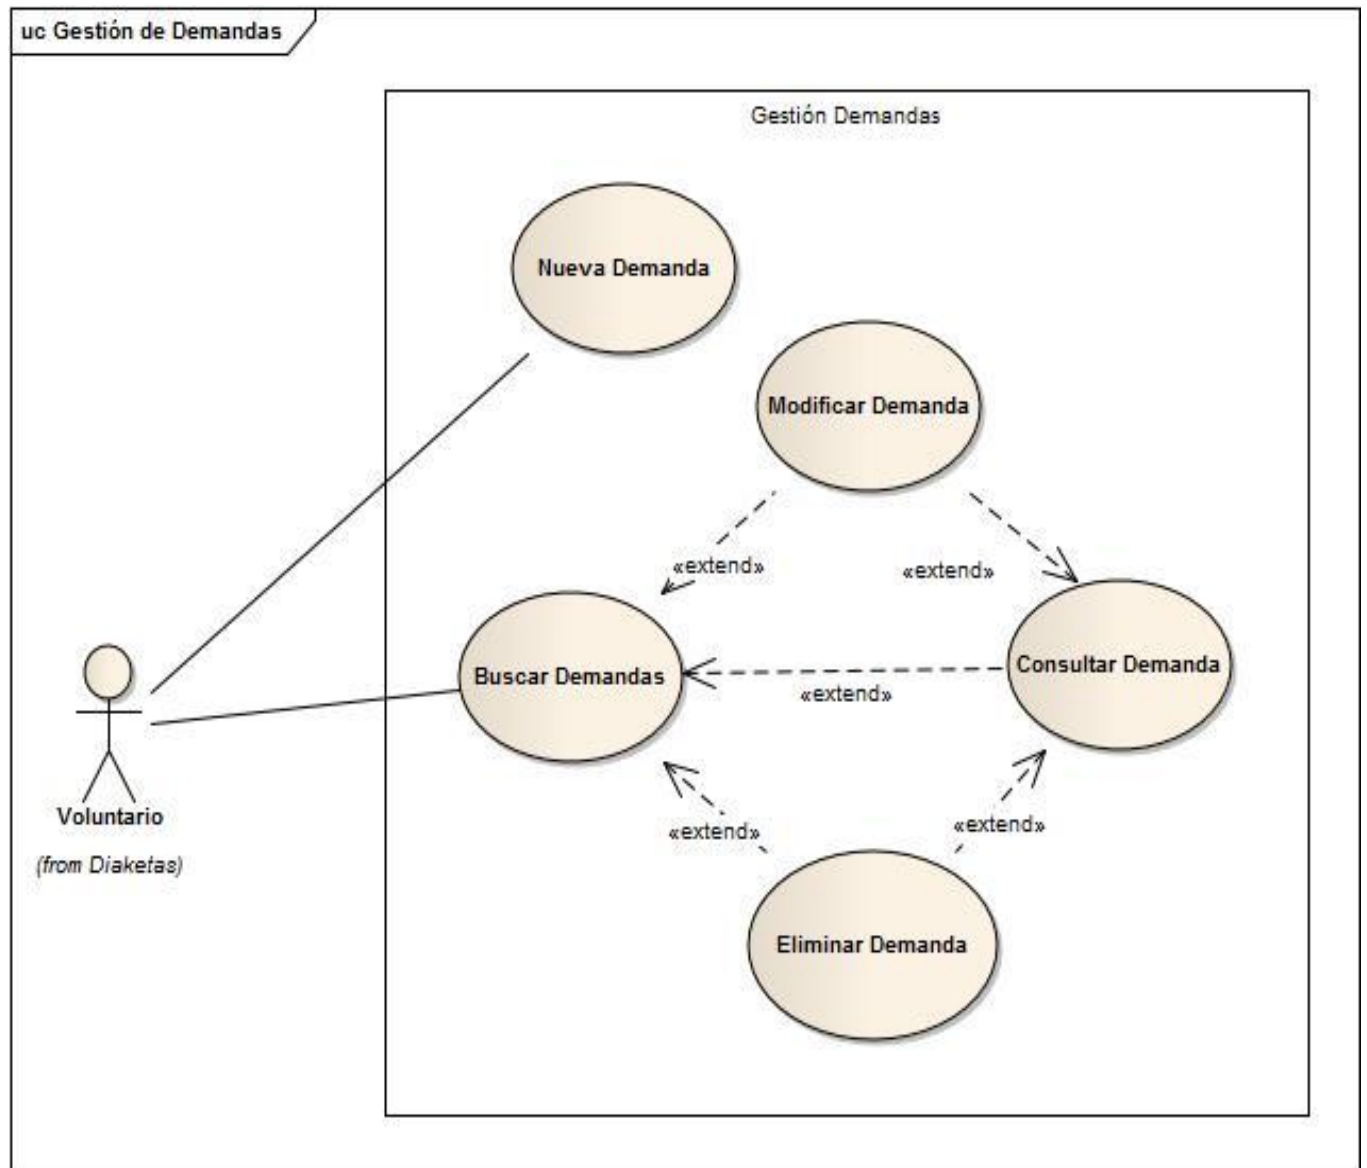 uc Gestión de Demandas
Gestión Demandas
Nueva Demanda
Modificar Demanda
«extend»
«extend»
Buscar Demandas
Consultar Demanda
«extend»
Voluntario
(from Diaketas)
«extend»
«extend»
Eliminar Demanda